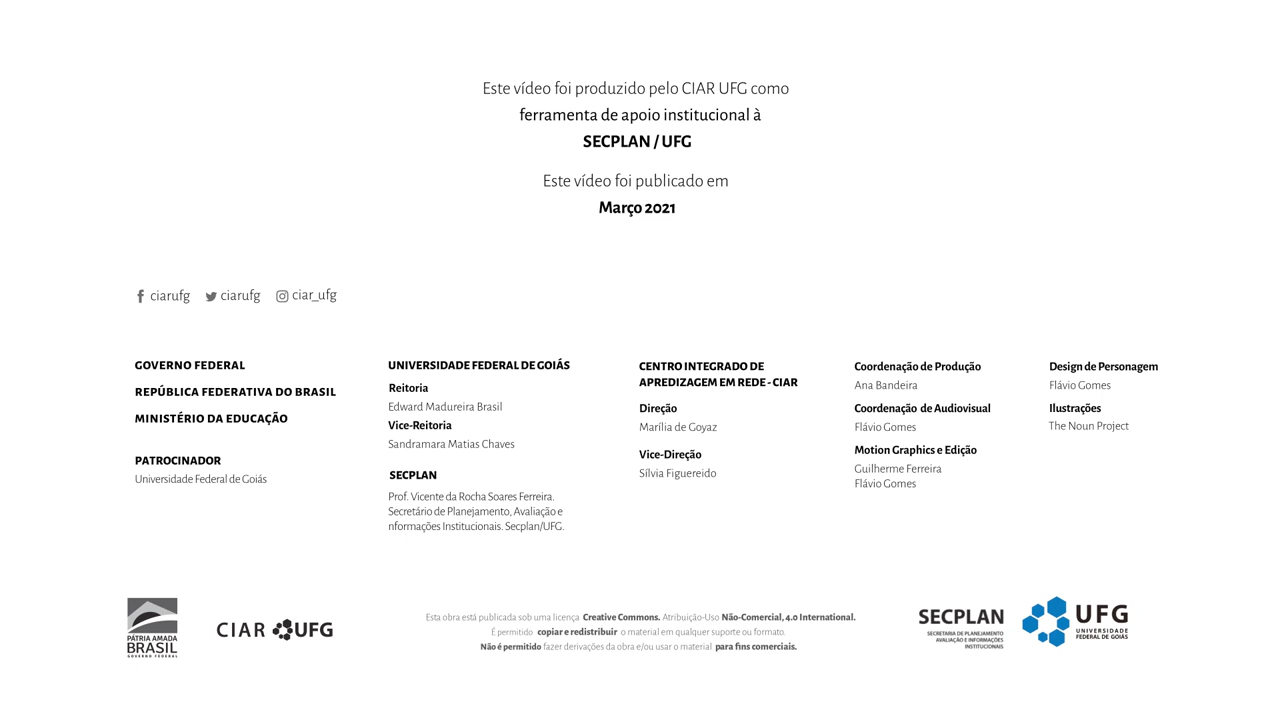 Este vídeo foi produzido pelo CIAR UFG como
ferramenta de apoio institucional à
SECPLAN / UFG
Este vídeo foi publicado em
Março 2021
ciarufg
ciarufg
ciar_ufg
GOVERNO FEDERAL
REPÚBLICA FEDERATIVA DO BRASIL
MINISTÉRIO DA EDUCAÇÃO
PATROCINADOR
Universidade Federal de Goiás
UNIVERSIDADE FEDERAL DE GOIÁS
Reitoria
Edward Madureira Brasil
Vice-Reitoria
Sandramara Matias Chaves
SECPLAN
Prof. Vicente da Rocha Soares Ferreira.
Secretário de Planejamento, Avaliação e
nformações Institucionais. Secplan/UFG.
CENTRO INTEGRADO DE
APREDIZAGEM EM REDE - CIAR
Direção
Marília de Goyaz
Vice-Direção
Sílvia Figuereido
Coordenação de Produção
Ana Bandeira
Coordenação de Audiovisual
Flávio Gomes
Motion Graphics e Edição
Guilherme Ferreira
Flávio Gomes
Design de Personagem
Flávio Gomes
Ilustrações
The Noun Project
PÁTRIA AMADA
BRASIL
GOVERNO FEDERAL
CIAR UFG
Esta obra está publicada sob uma licença Creative Commons. Atribuição-Uso Não-Comercial, 4.0 International.
É permitido copiar e redistribuir o material em qualquer suporte ou formato.
Não é permitido fazer derivações da obra e/ou usar o material para fins comerciais.
SECPLAN
SECRETARIA DE PLANEJAMENTO
AVALIAÇÃO E INFORMAÇÕES
INSTITUCIONAIS
UFG
UNIVERSIDADE
FEDERAL DE GOIÁS